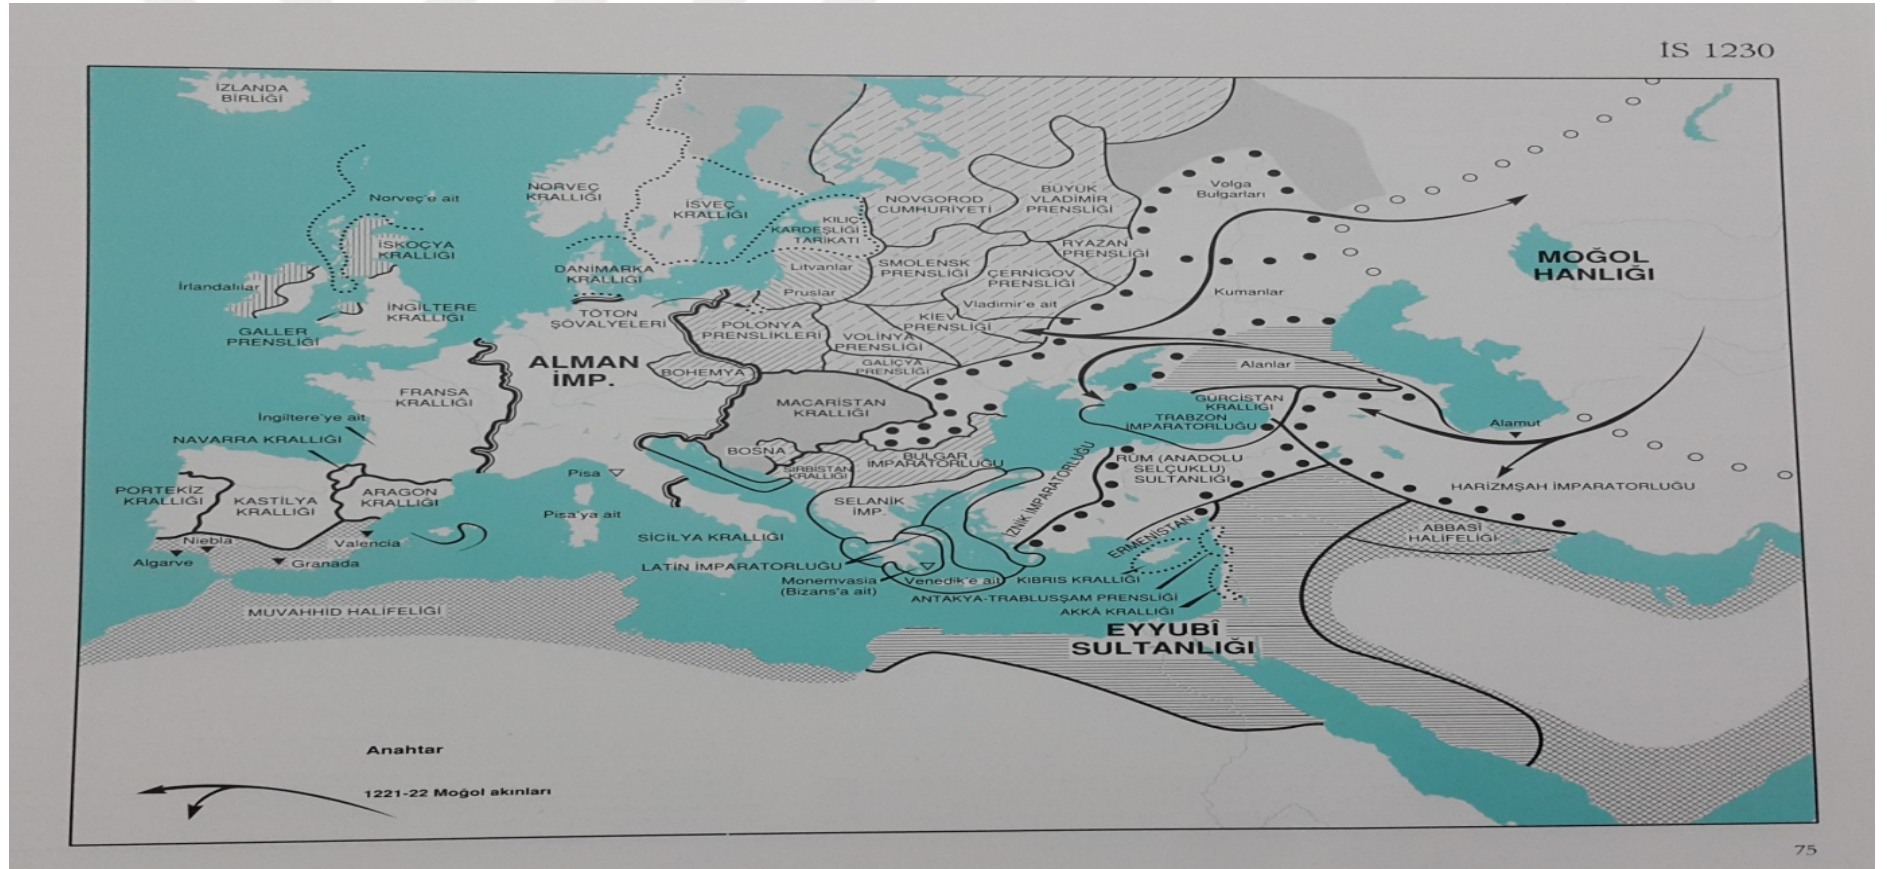 İS 1230
İZLANDA
BİRLİĞİ
Norveç'e ait
NORVEÇ
KRALLIĞI
İSVEÇ
KRALLIĞI
KILIÇ
KARDEŞLİĞİ
TARİKATI
NOVGOROD
CUMHURİYETİ
BÜYÜK
VLADİMİR
PRENSLİĞİ
Volga
Bulgarları
İSKOÇYA
KRALLIĞI
İrlandalılar
DANİMARKA
KRALLIĞI
Litvanlar
Pruslar
SMOLENSK
PRENSLİĞİ
RYAZAN
PRENSLİĞİ
ÇERNİGOV
PRENSLİĞİ
Vladimir'e ait
Kumanlar
MOĞOL
HANLIĞI
İNGİLTERE
KRALLIĞI
GALLER
PRENSLİĞİ
TÖTON
ŞÖVALYELERİ
POLONYA
PRENSLİKLERİ
VOLİNYA
PRENSLİĞİ
KİEV
PRENSLİĞİ
GALİÇYA
PRENSLİĞİ
ALMAN
İMP.
BOHEMYA
Alanlar
FRANSA
KRALLIĞI
MACARİSTAN
KRALLIĞI
GÜRCİSTAN
KRALLIĞI
TRABZON
İMPARATORLUĞU
Alamut
İngiltere'ye ait
NAVARRA KRALLIĞI
BOSNA
SIRBİSTAN
KRALLIĞI
BULGAR
İMPARATORLUĞU
RUM (ANADOLU
SELÇUKLU)
SULTANLIĞI
İZNİK İMPARATORLUĞU
HARİZMŞAH İMPARATORLUĞU
Pisa
Pisa'ya ait
PORTEKİZ
KRALLIĞI
KASTİLYA
KRALLIĞI
ARAGON
KRALLIĞI
SELANİK
İMP.
SİCİLYA KRALLIĞI
ERMENİSTAN
ABBASİ
HALİFELİĞİ
Niebla
Valencia
Algarve
Granada
LATİN İMPARATORLUĞU
Monemvasia
(Bizans'a ait)
Venedik'e ait
KIBRIS KRALLIĞI
ANTAKYA-TRABLUSŞAM PRENSLİĞİ
AKKÂ KRALLIĞI
MUVAHHİD HALİFELİĞİ
EYYUBÎ
SULTANLIĞI
Anahtar
1221-22 Moğol akınları
75